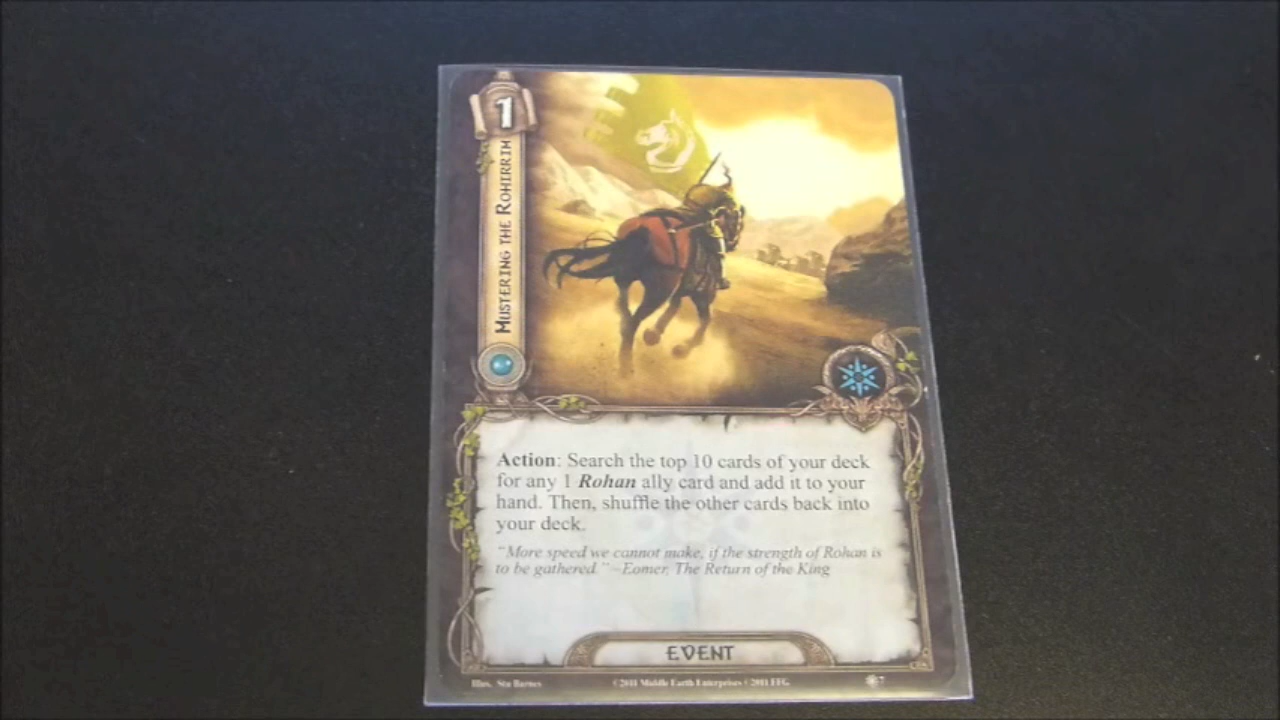 1
MUSTERING THE ROHIRRIM
Action: Search the top 10 cards of your deck
for any 1 Rohan ally card and add it to your
hand. Then, shuffle the other cards back into
your deck.
"More speed we cannot make, if the strength of Rohan is
to be gathered." –Eomer, The Return of the King
EVENT
Illus. Stu Barnes
©2011 Middle Earth Enterprises ©2011 FFG
7